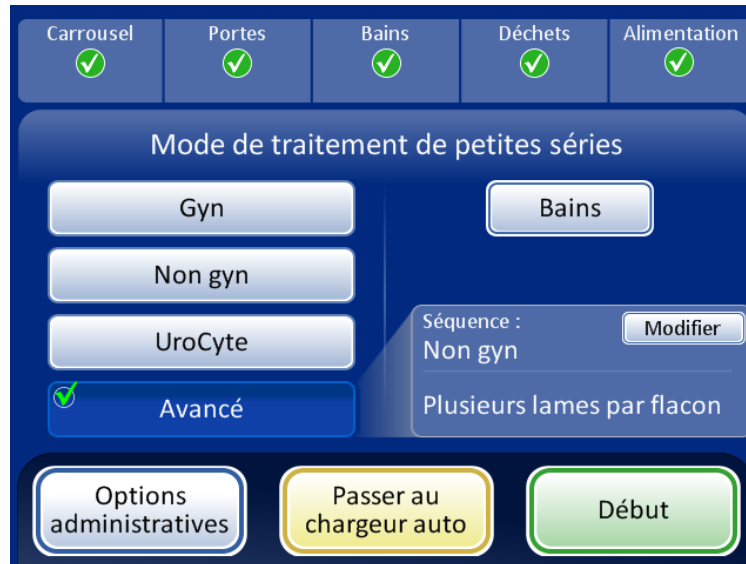 Carrousel
Portes
Bains
Déchets
Alimentation
Mode de traitement de petites séries
Gyn
Non gyn
UroCyte
Avancé
Bains
Séquence :
Non gyn
Modifier
Plusieurs lames par flacon
Options
administratives
Passer au
chargeur auto
Début